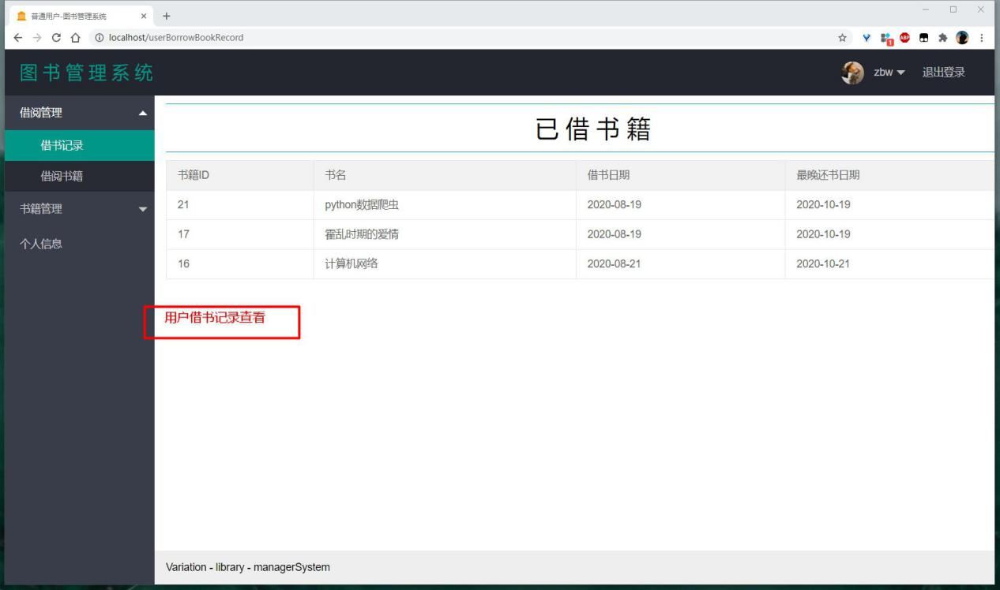 普通用户-图书管理系统
localhost/userBorrowBookRecord
ABP
1
图书管理系统
zbw
退出登录
借阅管理
借书记录
借阅书籍
书籍管理
个人信息
已借书籍
书籍ID 书名 借书日期 最晚还书日期
21 python数据爬虫 2020-08-19 2020-10-19
17 霍乱时期的爱情 2020-08-19 2020-10-19
16 计算机网络 2020-08-21 2020-10-21
用户借书记录查看
Variation - library - managerSystem